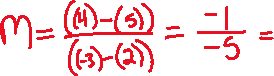 m = ((4)-(5)) / ((-3)-(2)) = -1 / -5 =